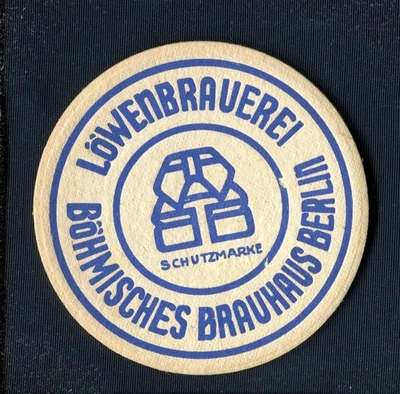 LÖWENBRAUEREI
SCHUTZMARKE
BÖHMISCHES BRAUHAUS BERLIN